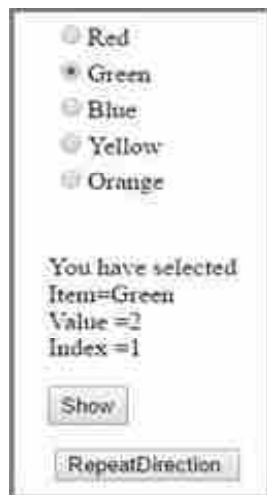 Red
Green
Blue
Yellow
Orange
You have selected
Item=Green
Value =2
Index =1
Show
RepeatDirection